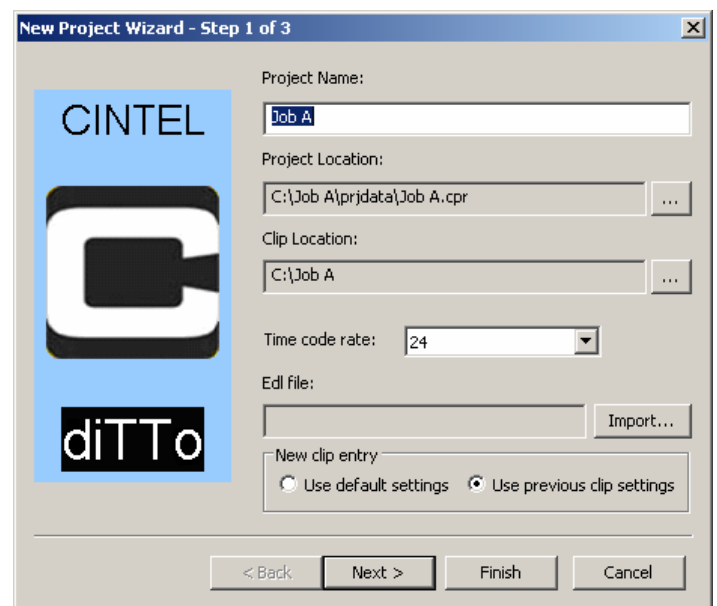 New Project Wizard - Step 1 of 3
CINTEL
diTTo
Project Name:
Job A
Project Location:
C:\Job A\prjdata\Job A.cpr
...
Clip Location:
C:\Job A
...
Time code rate:
24
Edl file:
Import...
New clip entry
Use default settings
Use previous clip settings
< Back
Next >
Finish
Cancel